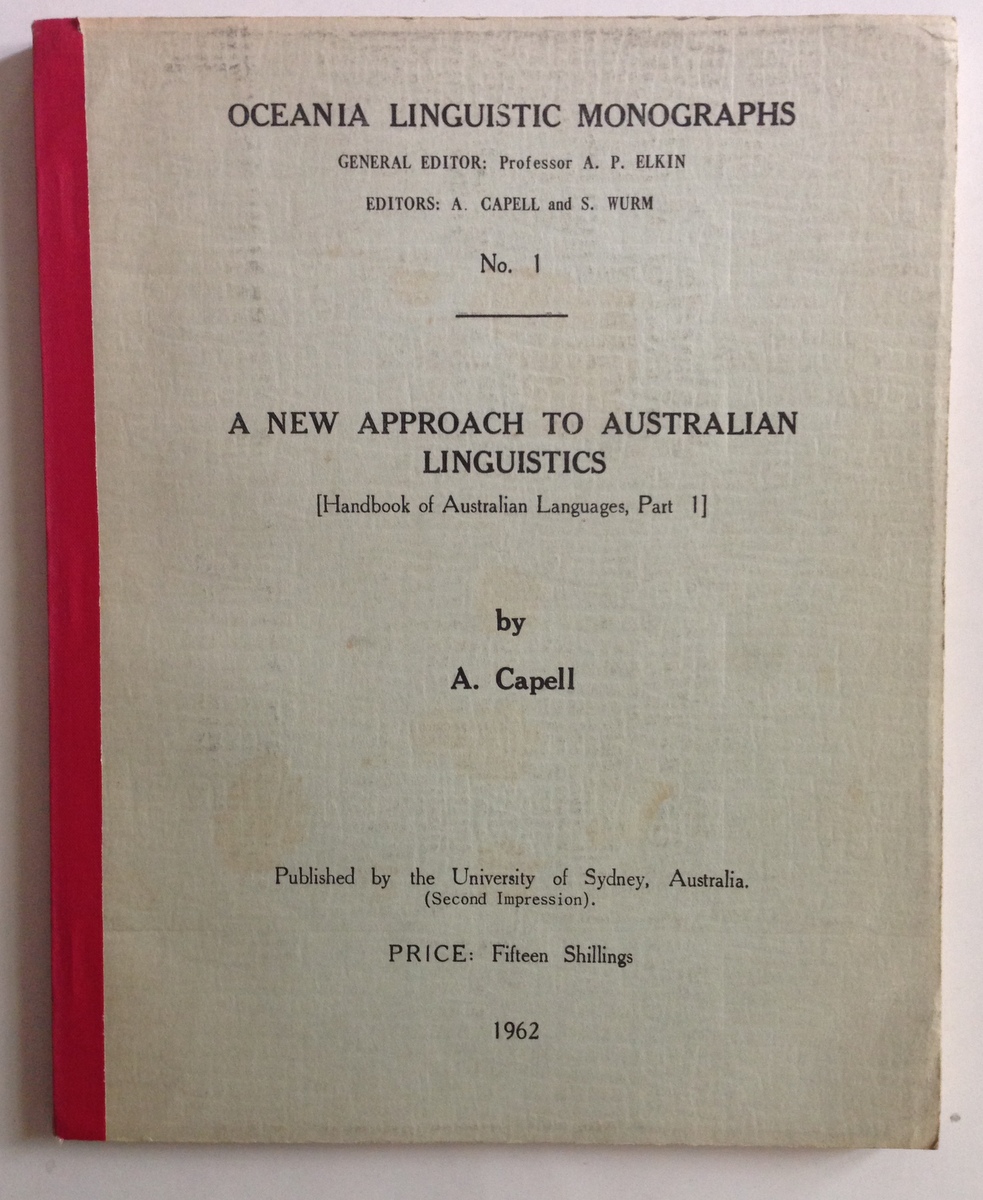 OCEANIA LINGUISTIC MONOGRAPHS
GENERAL EDITOR: Professor A. P. ELKIN
EDITORS: A. CAPELL and S. WURM
No. 1
A NEW APPROACH TO AUSTRALIAN
LINGUISTICS
[Handbook of Australian Languages, Part 1]
by
A. Capell
Published by the University of Sydney, Australia.
(Second Impression).
PRICE: Fifteen Shillings
1962